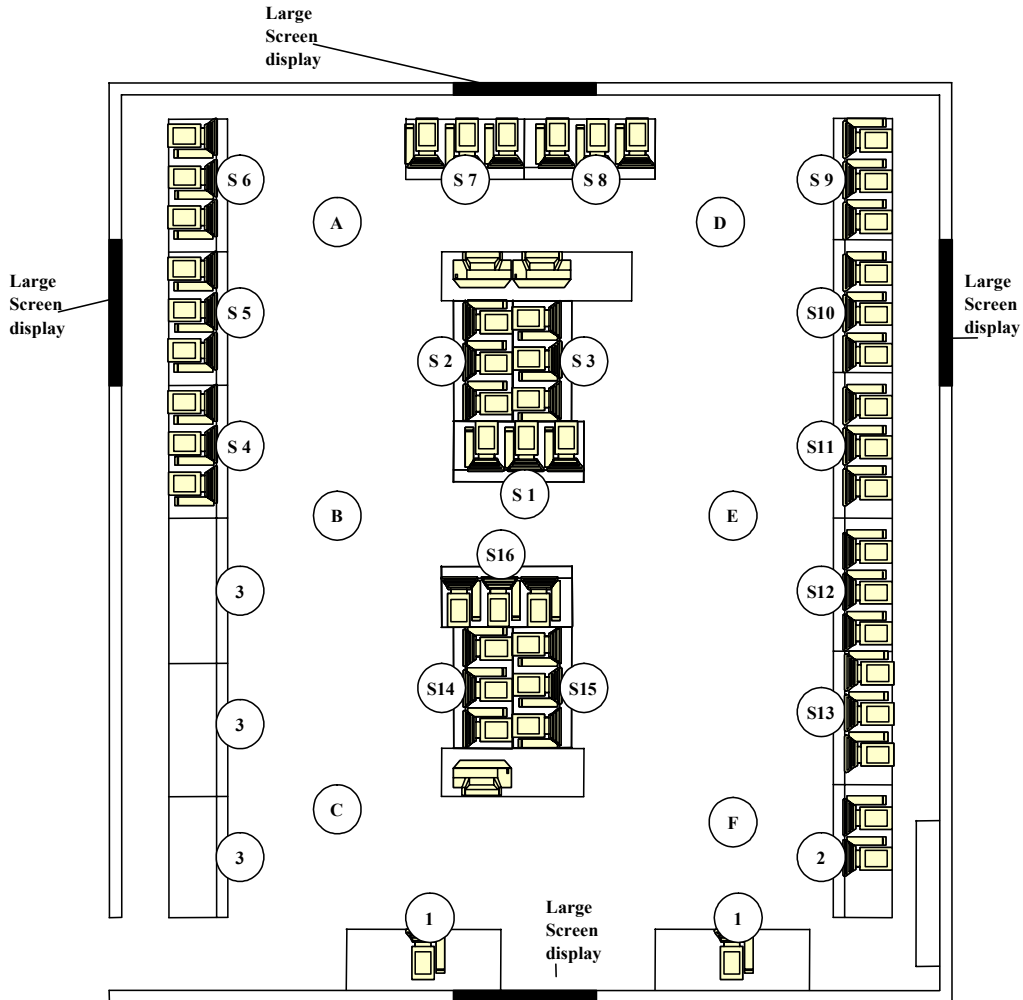 Large
Screen
display
S 7
S 8
S 6
S 9
A
D
Large
Screen
display
Large
Screen
display
S 5
S10
S 2
S 3
S 4
S11
S 1
B
E
S16
3
S12
S14
S15
3
S13
C
F
3
2
1
Large
Screen
display
1